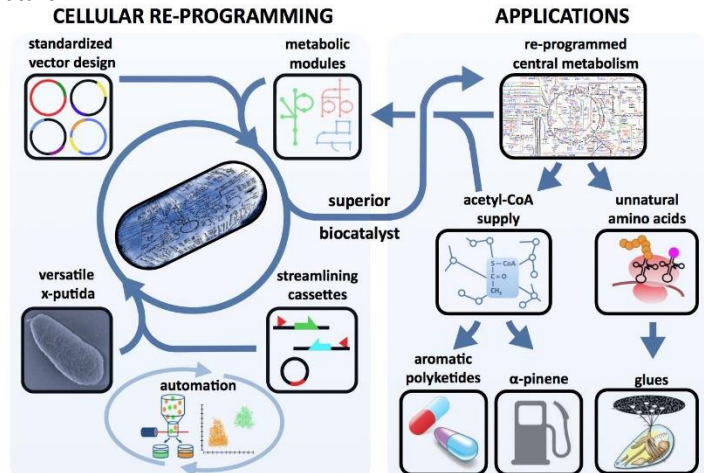 CELLULAR RE-PROGRAMMING
APPLICATIONS
standardized
vector design
metabolic
modules
re-programmed
central metabolism
superior
biocatalyst
acetyl-CoA
supply
unnatural
amino acids
S — CoA
C = O
CH₃
versatile
x-putida
streamlining
cassettes
automation
aromatic
polyketides
α-pinene
glues